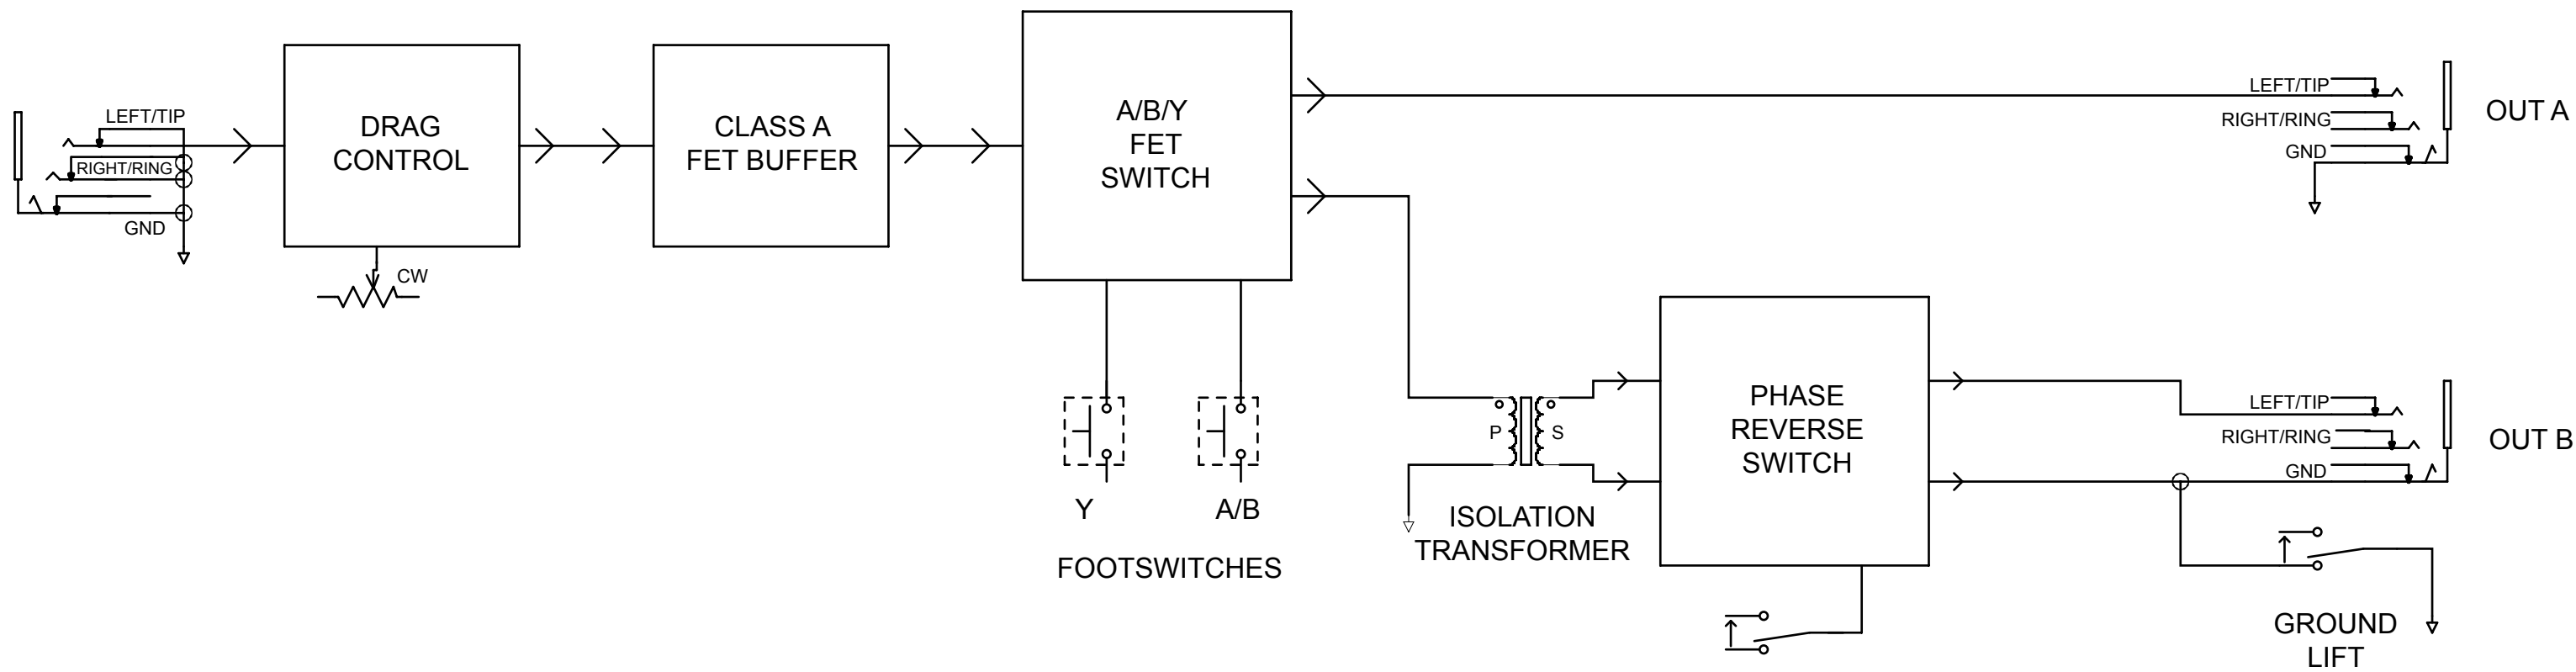 LEFT/TIP
RIGHT/RING
GND
DRAG
CONTROL
CW
CLASS A
FET BUFFER
A/B/Y
FET
SWITCH
Y
A/B
FOOTSWITCHES
P
S
ISOLATION
TRANSFORMER
PHASE
REVERSE
SWITCH
LEFT/TIP
RIGHT/RING
GND
OUT A
LEFT/TIP
RIGHT/RING
GND
OUT B
GROUND
LIFT